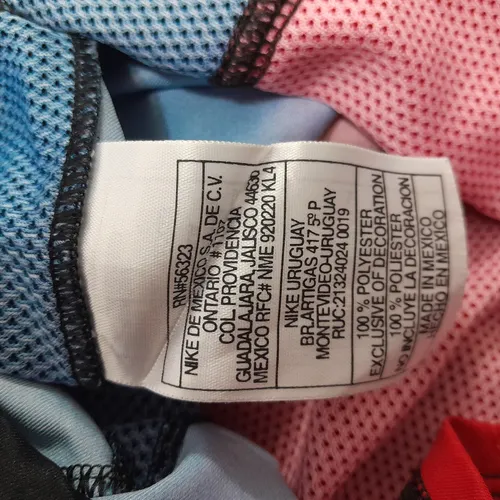 RN#56323
NIKE DE MEXICO S.A. DE C.V.
ONTARIO # 1107
COL. PROVIDENCIA
GUADALAJARA, JALISCO 44630
MEXICO RFC# NME 920220 KL4
NIKE URUGUAY
BR.ARTIGAS 417 5º P
MONTEVIDEO-URUGUAY
RUC:21324024 0019
100 % POLYESTER
EXCLUSIVE OF DECORATION
100 % POLIESTER
NO INCLUYE LA DECORACION
MADE IN MEXICO
HECHO EN MEXICO